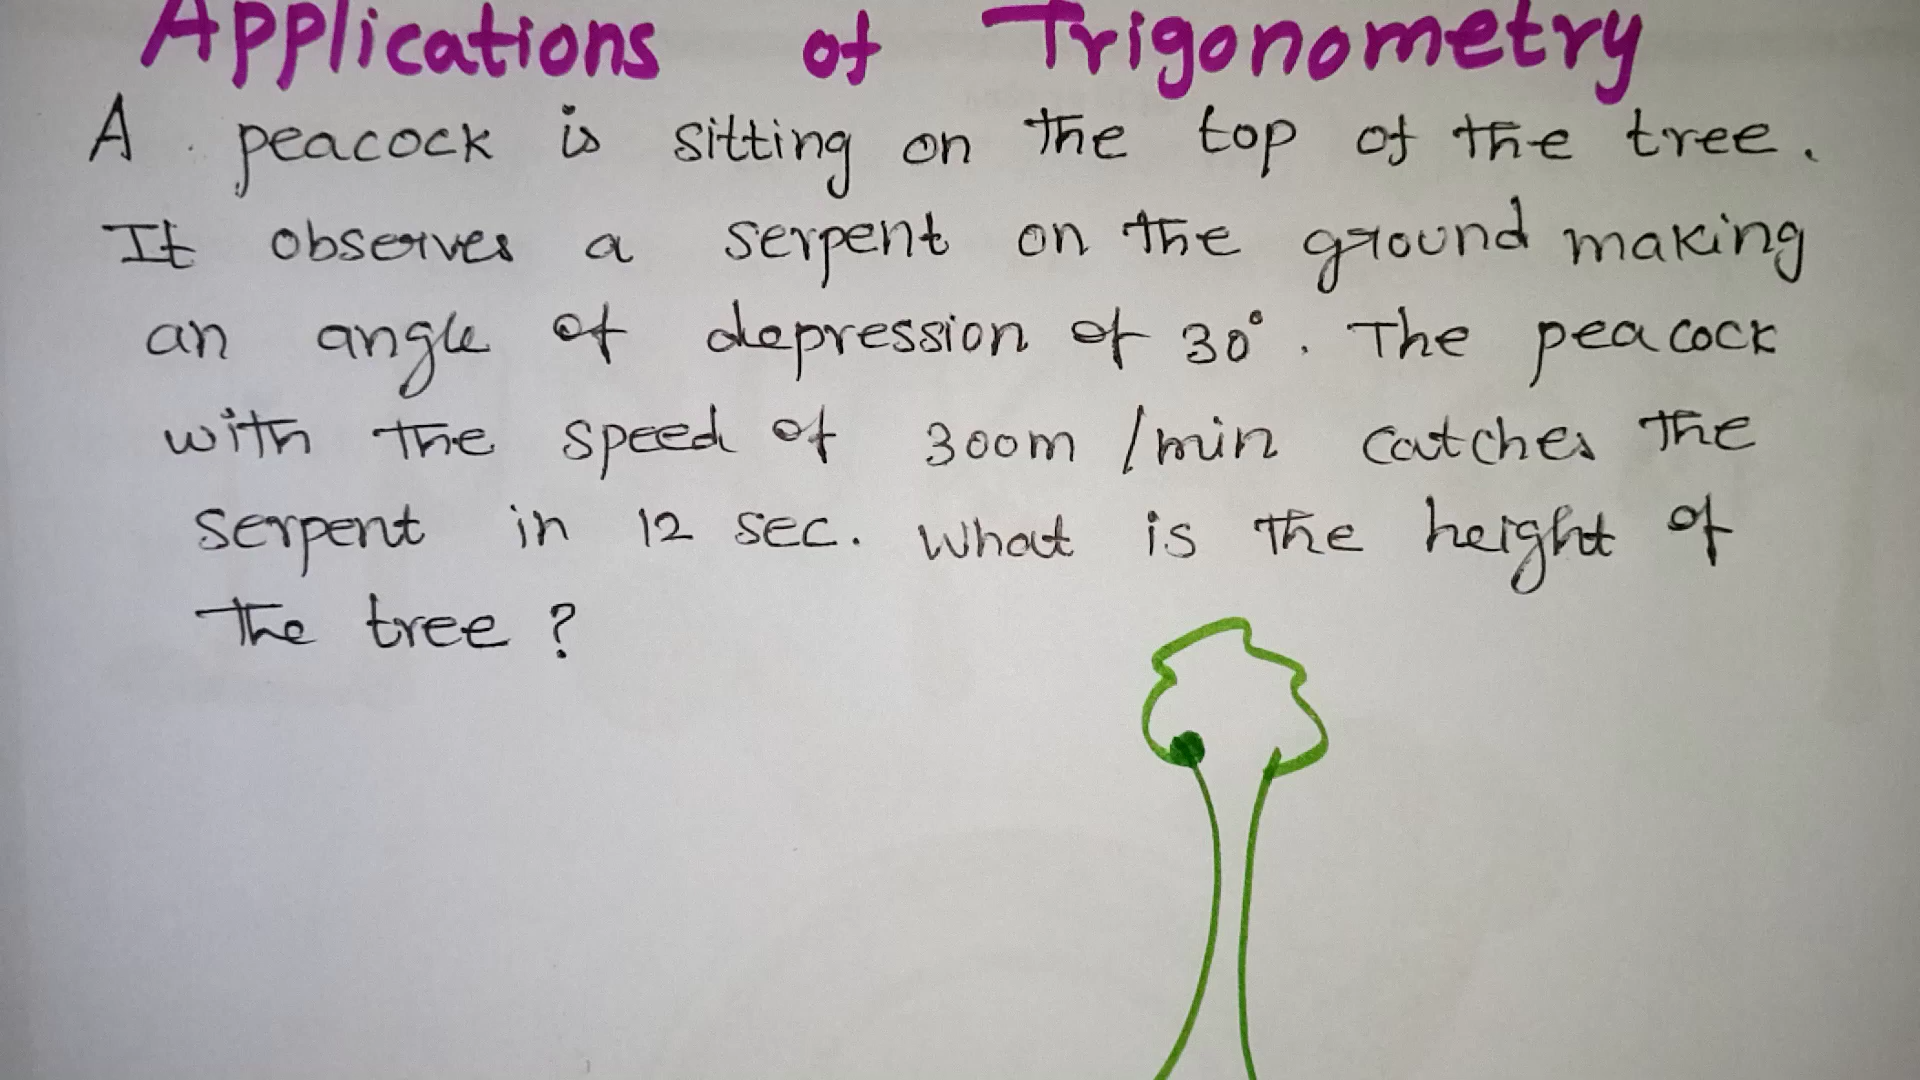 Applications of Trigonometry
A peacock is sitting on the top of the tree.
It observes a serpent on the ground making
an angle of depression of 30°. The peacock
with the speed of 300m /min catches the
serpent in 12 sec. What is the height of
the tree?